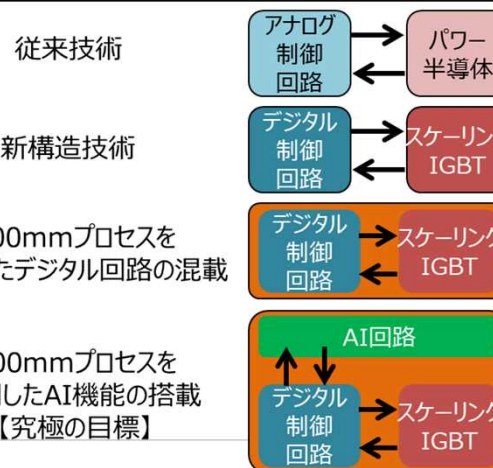 従来技術
アナログ
制御
回路
パワー
半導体
新構造技術
デジタル
制御
回路
スケーリン
IGBT
00mmプロセスを
たデジタル回路の混載
デジタル
制御
回路
スケーリング
IGBT
00mmプロセスを
したAI機能の搭載
【究極の目標】
AI回路
デジタル
制御
回路
スケーリング
IGBT